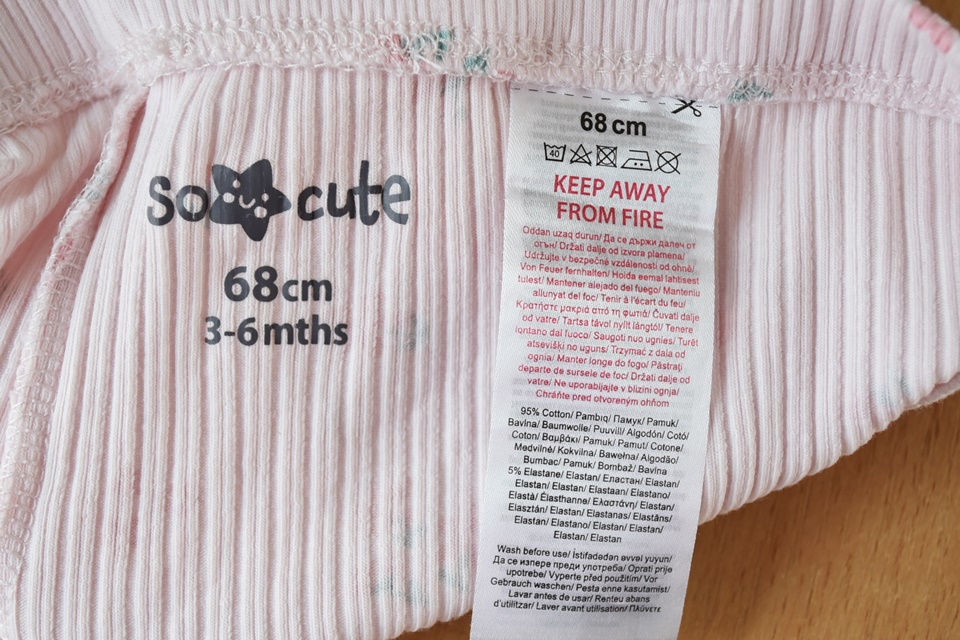 so cute
68cm
3-6mths
68 cm
40
KEEP AWAY
FROM FIRE
Oddan uzaq durun/ Да се държи далеч от
огън/ Držati dalje od izvora plamena/
Udržujte v bezpečné vzdálenosti od ohně/
Von Feuer fernhalten/ Hoida eemal lahtisest
tulest/ Mantener alejado del fuego/ Manteniu
allunyat del foc/ Tenir à l'écart du feu/
Κρατήστε μακριά από τη φωτιά/ Čuvati dalje
od vatre/ Tartsa távol nyílt lángtól/ Tenere
lontano dal fuoco/ Saugoti nuo ugnies/ Turēt
atsevišķi no uguns/ Trzymać z dala od
ognia/ Manter longe do fogo/ Păstrați
departe de sursele de foc/ Držati dalje od
vatre/ Ne uporabljajte v bližini ognja/
Chráňte pred otvoreným ohňom
95% Cotton/ Pambıq/ Памук/ Pamuk/
Bavlna/ Baumwolle/ Puuvill/ Algodón/ Cotó/
Coton/ Βαμβάκι/ Pamuk/ Pamut/ Cotone/
Medvilnė/ Kokvilna/ Bawełna/ Algodão/
Bumbac/ Pamuk/ Bombaž/ Bavlna
5% Elastane/ Elastan/ Еластан/ Elastan/
Elastan/ Elastan/ Elastaan/ Elastano/
Elastà/ Élasthanne/ Ελαστάνη/ Elastan/
Elasztán/ Elastan/ Elastanas/ Elastāns/
Elastan/ Elastano/ Elastan/ Elastan/
Elastan/ Elastan
Wash before use/ İstifadədən əvvəl yuyun/
Да се изпере преди употреба/ Oprati prije
upotrebe/ Vyperte před použitím/ Vor
Gebrauch waschen/ Pesta enne kasutamist/
Lavar antes de usar/ Renteu abans
d'utilitzar/ Laver avant utilisation/ Πλύνετε